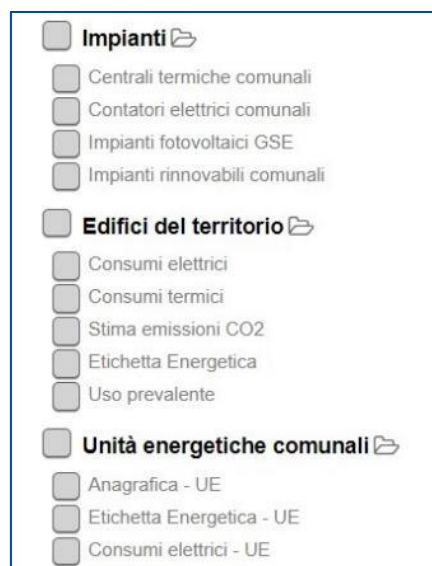 Impianti
Centrali termiche comunali
Contatori elettrici comunali
Impianti fotovoltaici GSE
Impianti rinnovabili comunali
Edifici del territorio
Consumi elettrici
Consumi termici
Stima emissioni CO2
Etichetta Energetica
Uso prevalente
Unità energetiche comunali
Anagrafica - UE
Etichetta Energetica - UE
Consumi elettrici - UE